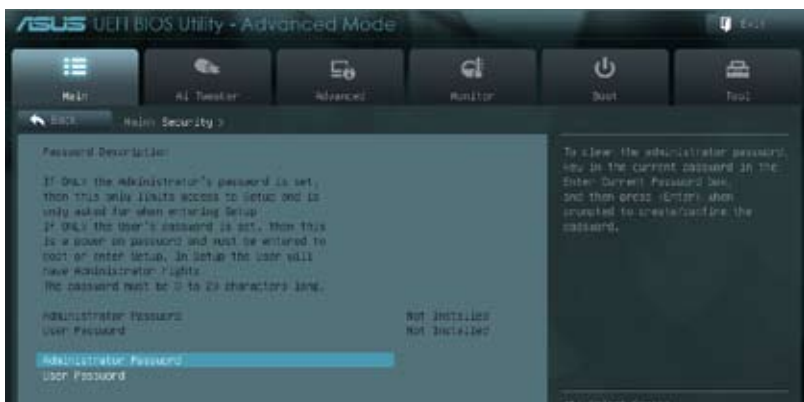 ASUS UEFI BIOS Utility - Advanced Mode
Exit
Main
Ai Tweaker
Advanced
Monitor
Boot
Tool
Back
Main\ Security >
Password Description
If ONLY the Administrator's password is set,
then this only limits access to Setup and is
only asked for when entering Setup
If ONLY the User's password is set, then this
is a power on password and must be entered to
boot or enter Setup. In Setup the User will
have Administrator rights
The password must be to 20 characters long.
Administrator Password Not Installed
User Password Not Installed
Administrator Password
User Password
To clear the administrator password,
key in the current password in the
Enter Current Password box,
and then press <Enter> when
prompted to create/confirm the
password.